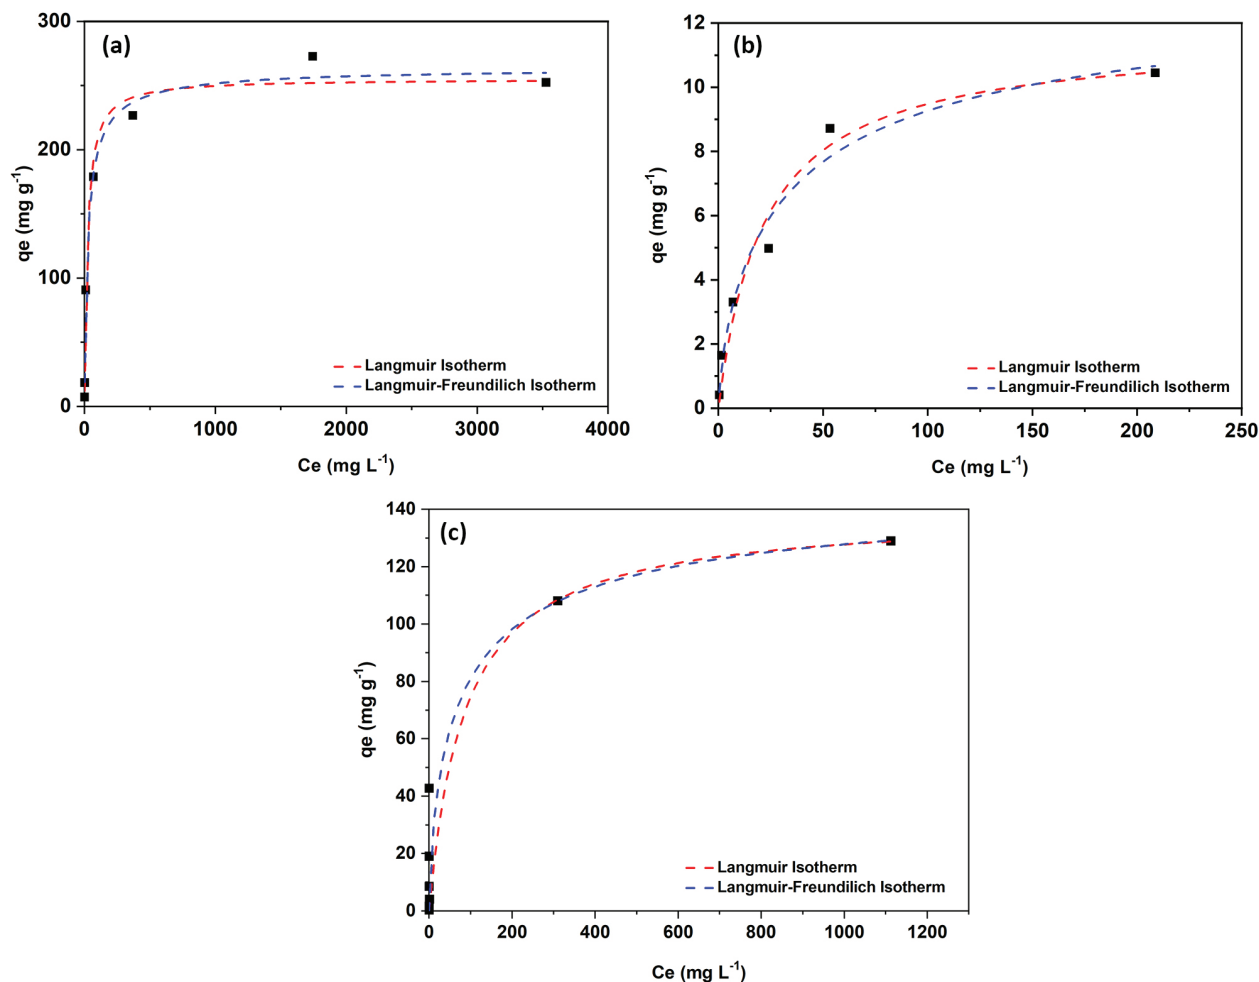 (a)
300
200
100
0
qe (mg g-1)
0 1000 2000 3000 4000
Ce (mg L-1)
Langmuir Isotherm
Langmuir-Freundilich Isotherm
(b)
12
10
8
6
4
2
0
qe (mg g-1)
0 50 100 150 200 250
Ce (mg L-1)
Langmuir Isotherm
Langmuir-Freundilich Isotherm
(c)
140
120
100
80
60
40
20
0
qe (mg g-1)
0 200 400 600 800 1000 1200
Ce (mg L-1)
Langmuir Isotherm
Langmuir-Freundilich Isotherm